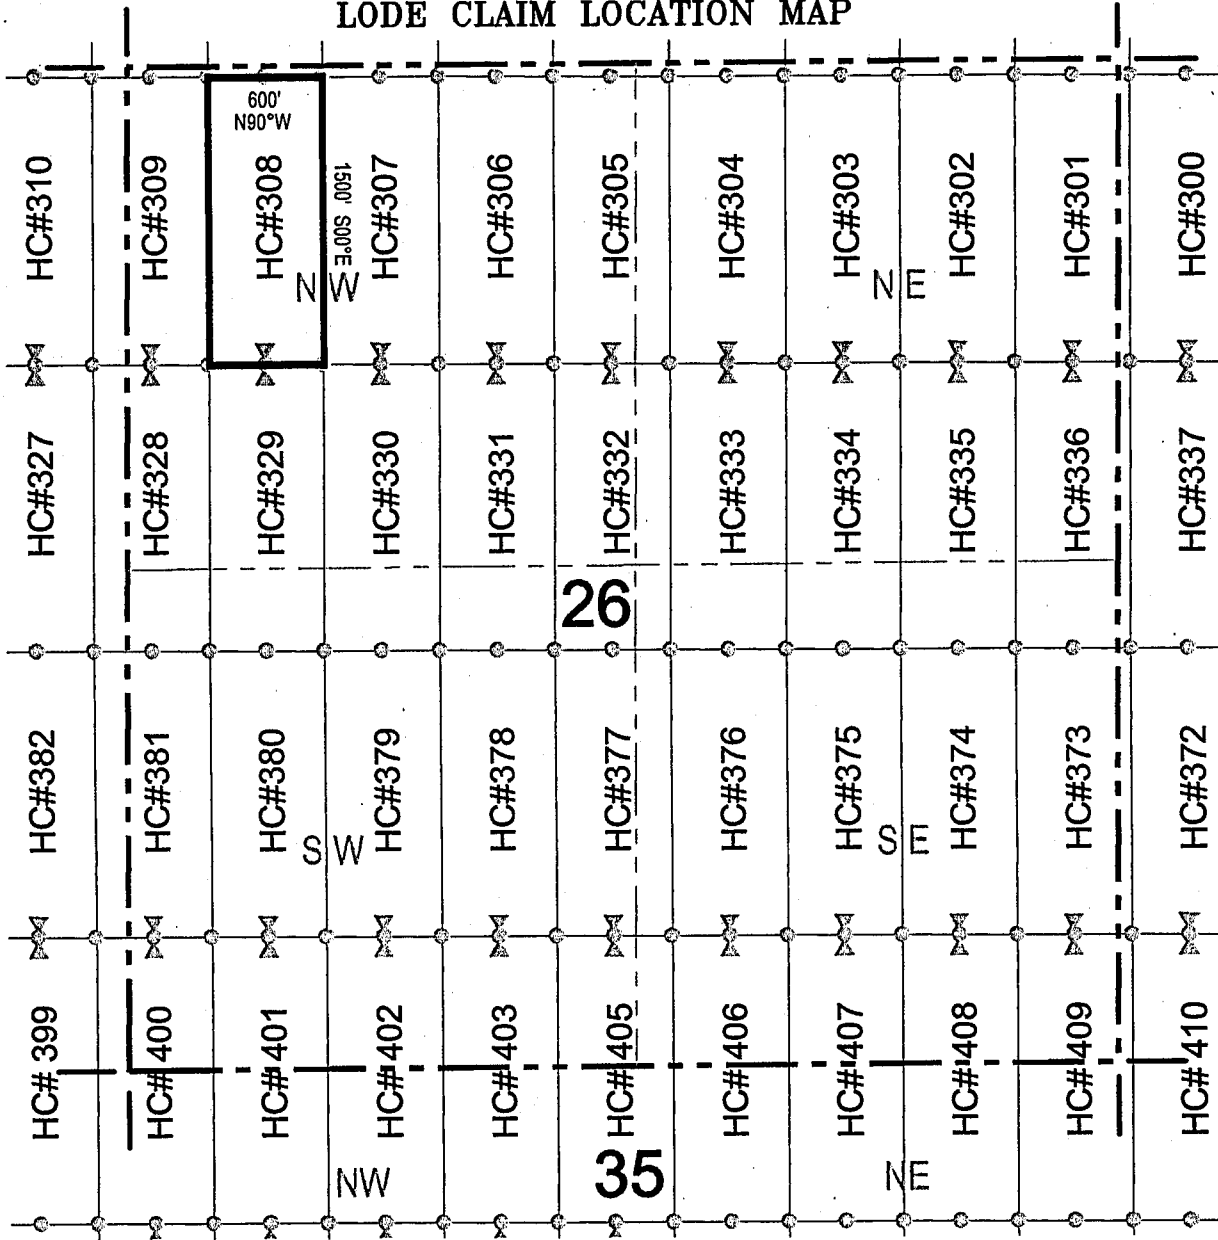 LODE CLAIM LOCATION MAP
600'
N90°W
1500' S00°E
HC#310
HC#309
HC#308
HC#307
HC#306
HC#305
HC#304
HC#303
HC#302
HC#301
HC#300
NW
NE
HC#327
HC#328
HC#329
HC#330
HC#331
HC#332
HC#333
HC#334
HC#335
HC#336
HC#337
26
HC#382
HC#381
HC#380
HC#379
HC#378
HC#377
HC#376
HC#375
HC#374
HC#373
HC#372
SW
SE
HC#399
HC#400
HC#401
HC#402
HC#403
HC#405
HC#406
HC#407
HC#408
HC#409
HC#410
NW
35
NE